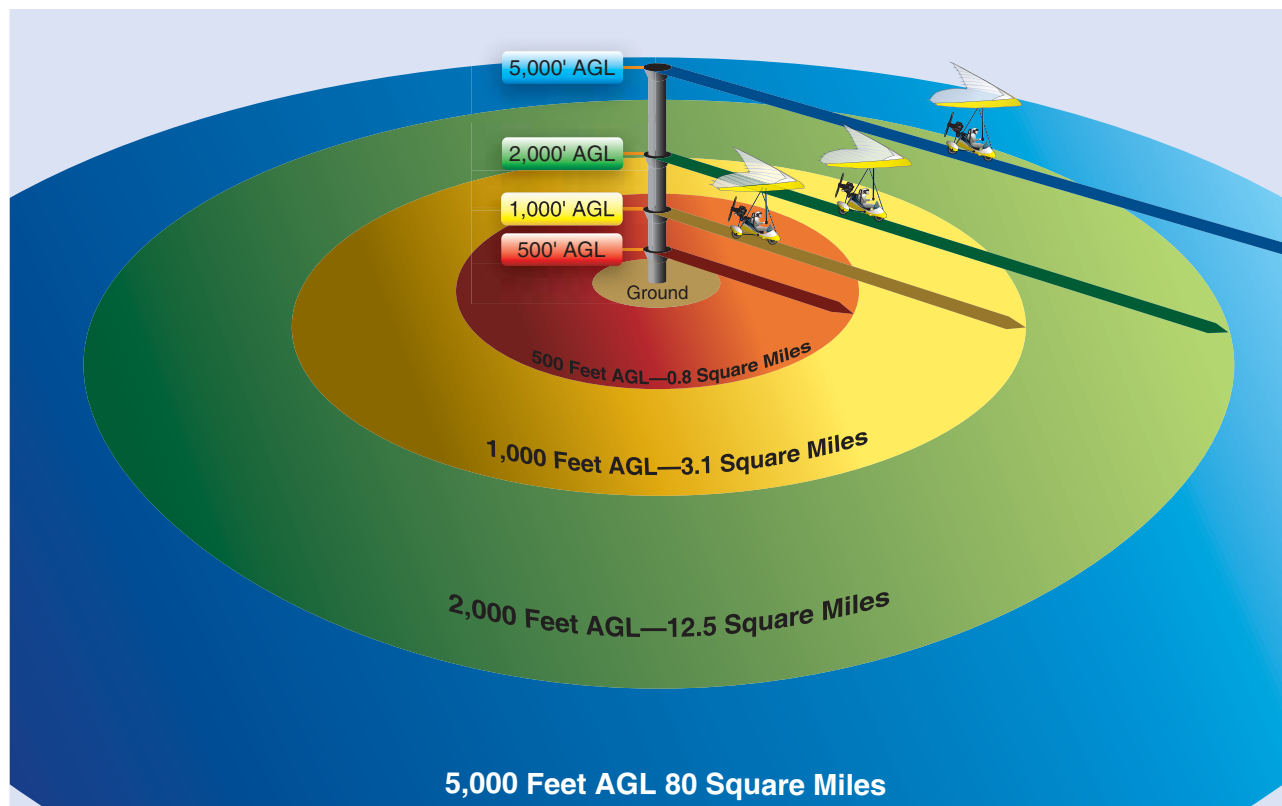 5,000' AGL
2,000' AGL
1,000' AGL
500' AGL
Ground
500 Feet AGL—0.8 Square Miles
1,000 Feet AGL—3.1 Square Miles
2,000 Feet AGL—12.5 Square Miles
5,000 Feet AGL 80 Square Miles